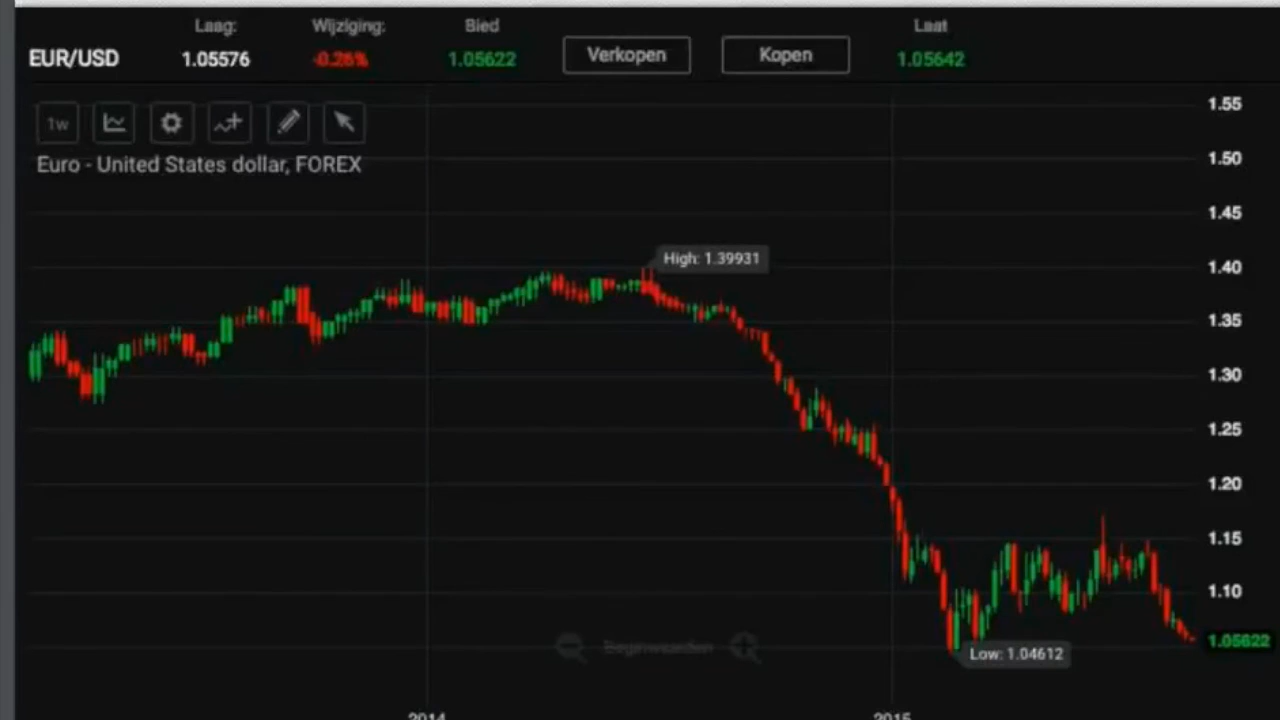 Laag: Wijziging: Bied Laat
EUR/USD 1.05576 -0.26% 1.05622 Verkopen Kopen 1.05642
1w
Euro - United States dollar, FOREX
1.55
1.50
1.45
High: 1.39931
1.40
1.35
1.30
1.25
1.20
1.15
1.10
1.05622
Beginwaarden
Low: 1.04612
2014 2015